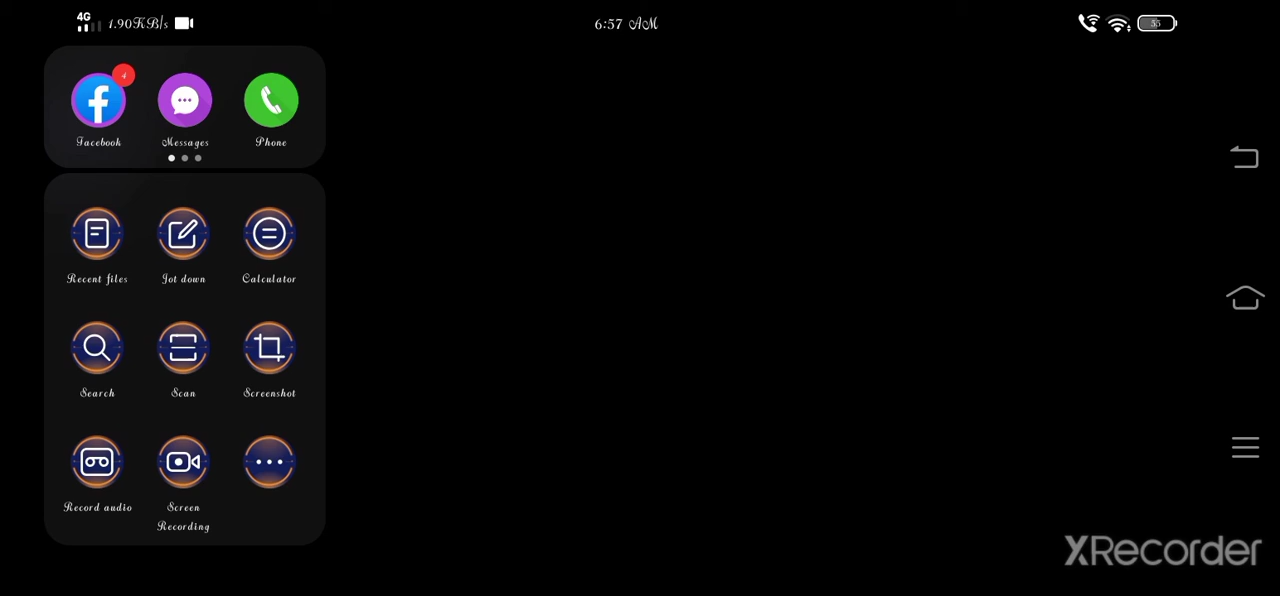 4G 1.90KB/s
6:57 AM
55
4
Facebook Messages Phone
Recent files Jot down Calculator
Search Scan Screenshot
Record audio Screen Recording
XRecorder